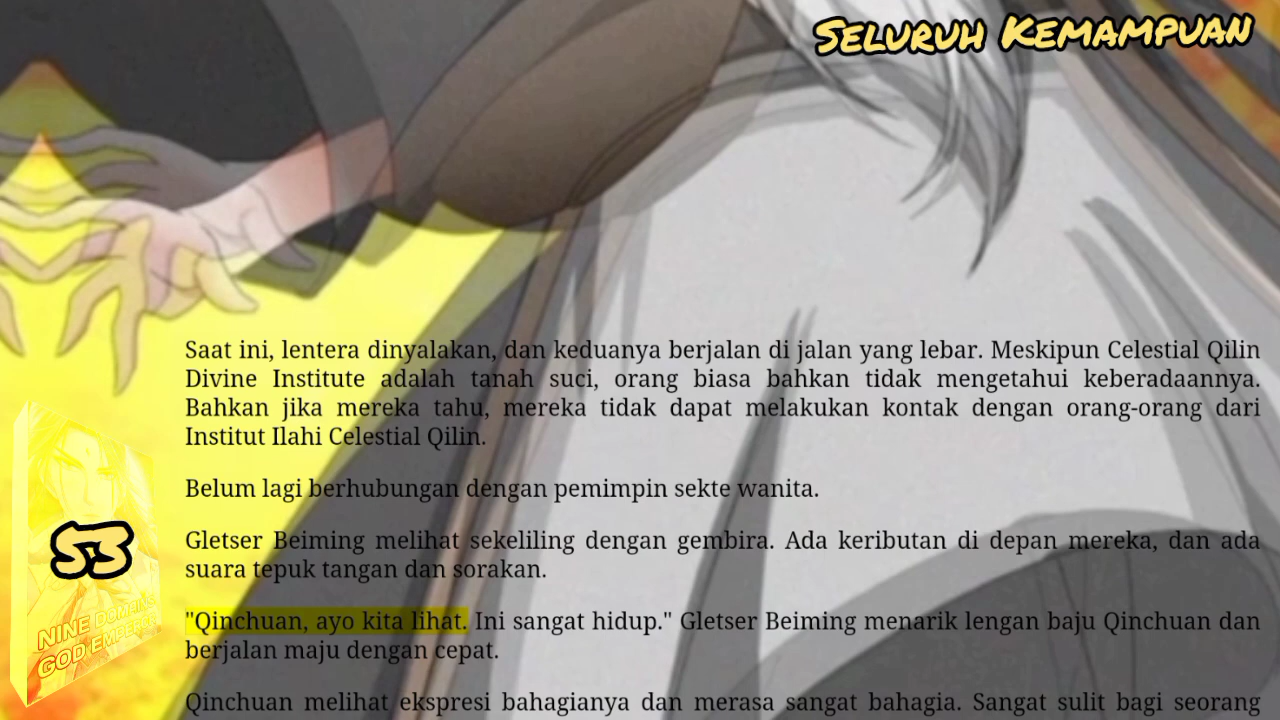 Seluruh Kemampuan
Saat ini, lentera dinyalakan, dan keduanya berjalan di jalan yang lebar. Meskipun Celestial Qilin
Divine Institute adalah tanah suci, orang biasa bahkan tidak mengetahui keberadaannya.
Bahkan jika mereka tahu, mereka tidak dapat melakukan kontak dengan orang-orang dari
Institut Ilahi Celestial Qilin.
Belum lagi berhubungan dengan pemimpin sekte wanita.
Gletser Beiming melihat sekeliling dengan gembira. Ada keributan di depan mereka, dan ada
suara tepuk tangan dan sorakan.
"Qinchuan, ayo kita lihat. Ini sangat hidup." Gletser Beiming menarik lengan baju Qinchuan dan
berjalan maju dengan cepat.
Qinchuan melihat ekspresi bahagianya dan merasa sangat bahagia. Sangat sulit bagi seorang
53
NINE DOMAINS
GOD EMPEROR